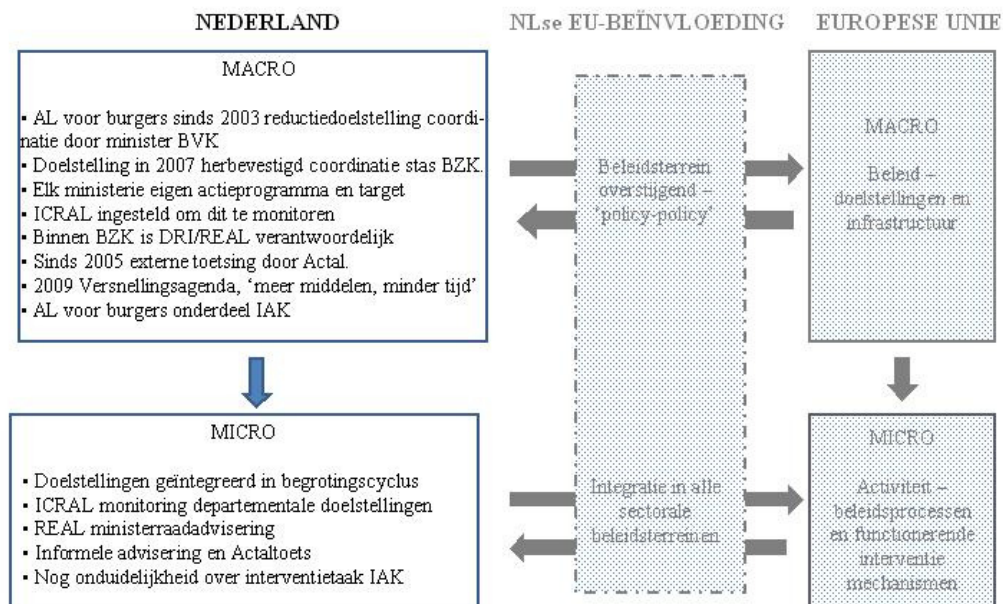 NEDERLAND
NLse EU-BEÏNVLOEDING
EUROPESE UNIE
MACRO
▪ AL voor burgers sinds 2003 reductiedoelstelling coordi-
natie door minister BVK
▪ Doelstelling in 2007 herbevestigd coordinatie stas BZK.
▪ Elk ministerie eigen actieprogramma en target
▪ ICRAL ingesteld om dit te monitoren
▪ Binnen BZK is DRI/REAL verantwoordelijk
▪ Sinds 2005 externe toetsing door Actal.
▪ 2009 Versnellingsagenda, ‘meer middelen, minder tijd’
▪ AL voor burgers onderdeel IAK
Beleidsterrein
overstijgend –
‘policy-policy’
MACRO
Beleid –
doelstellingen en
infrastructuur
MICRO
▪ Doelstellingen geïntegreerd in begrotingscyclus
▪ ICRAL monitoring departementale doelstellingen
▪ REAL ministerraadadvisering
▪ Informele advisering en Actaltoets
▪ Nog onduidelijkheid over interventietaak IAK
Integratie in alle
sectorale
beleidsterreinen
MICRO
Activiteit –
beleidsprocessen
en functionerende
interventie
mechanismen